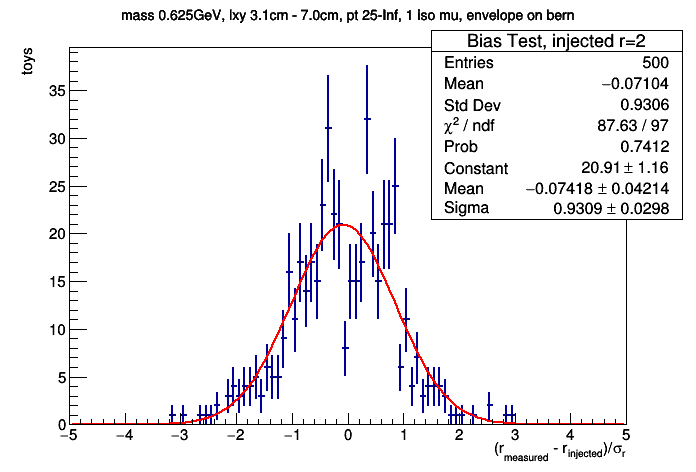 mass 0.625GeV, lxy 3.1cm - 7.0cm, pt 25-Inf, 1 Iso mu, envelope on bern
Bias Test, injected r=2
Entries 500
Mean −0.07104
Std Dev 0.9306
χ² / ndf 87.63 / 97
Prob 0.7412
Constant 20.91 ± 1.16
Mean −0.07418 ± 0.04214
Sigma 0.9309 ± 0.0298
toys
35
30
25
20
15
10
5
0
−5 −4 −3 −2 −1 0 1 2 3 4 5
(r_measured - r_injected)/σ_r